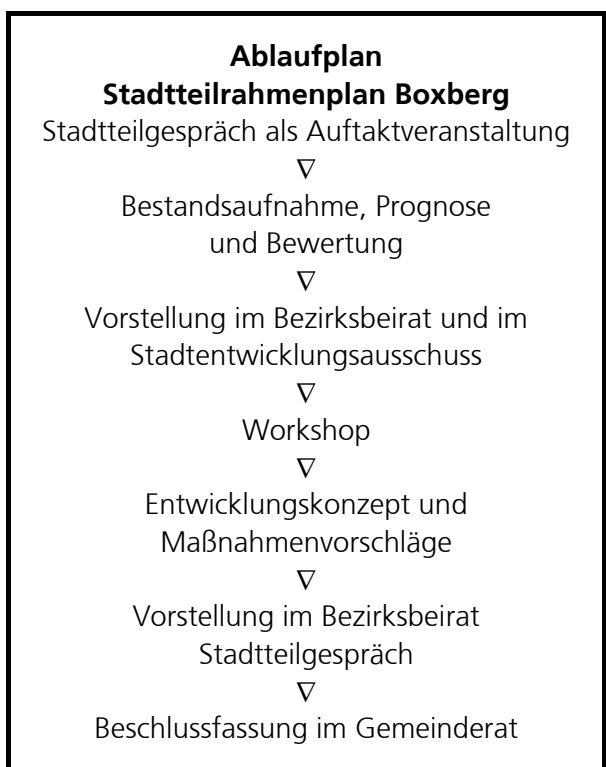 Ablaufplan
Stadtteilrahmenplan Boxberg
Stadtteilgespräch als Auftaktveranstaltung
∇
Bestandsaufnahme, Prognose
und Bewertung
∇
Vorstellung im Bezirksbeirat und im
Stadtentwicklungsausschuss
∇
Workshop
∇
Entwicklungskonzept und
Maßnahmenvorschläge
∇
Vorstellung im Bezirksbeirat
Stadtteilgespräch
∇
Beschlussfassung im Gemeinderat